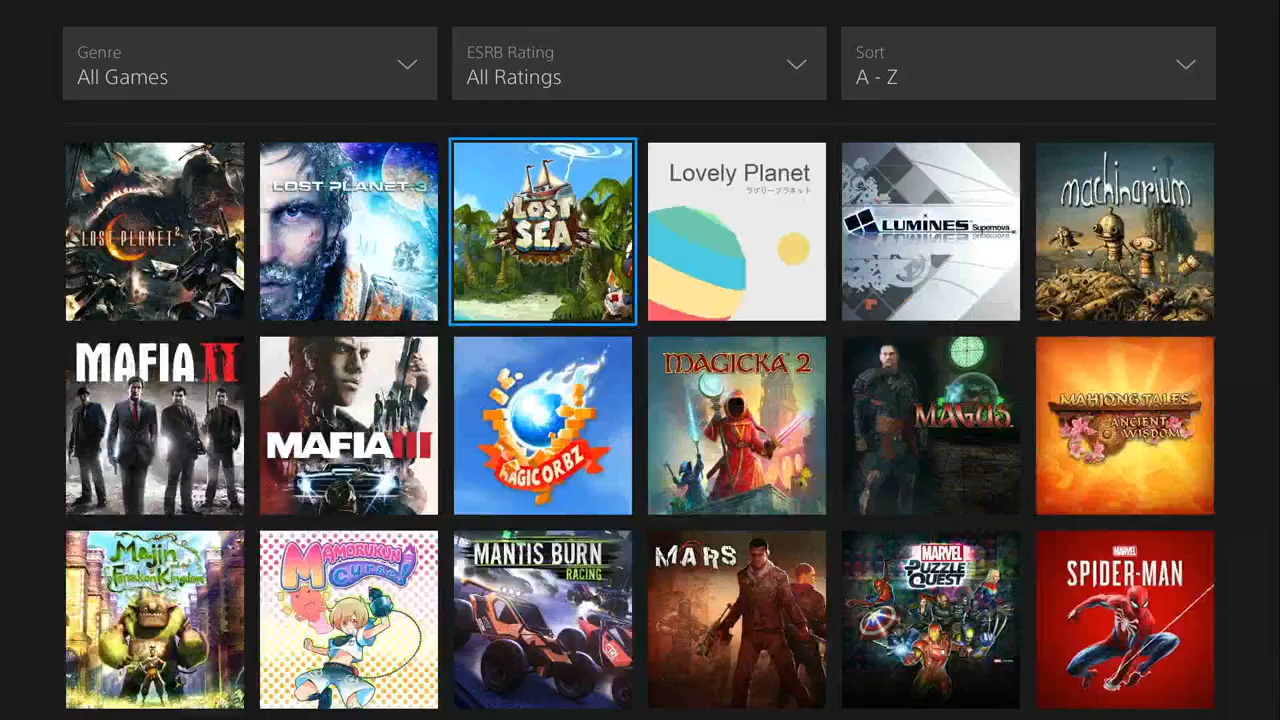 Genre
All Games
ESRB Rating
All Ratings
Sort
A - Z
LOST PLANET 2
LOST PLANET 3
LOST
SEA
Lovely Planet
ラブリープラネット
LUMINES Supernova
machinarium
MAFIA II
MAFIA III
MAGIC ORBZ
MAGICKA 2
MAGUS
MAHJONG TALES
ANCIENT
WISDOM
Majin
Forsaken Kingdom
MAMORUKUN
CURSE!
MANTIS BURN
RACING
MARS
MARVEL
PUZZLE
QUEST
MARVEL
SPIDER-MAN